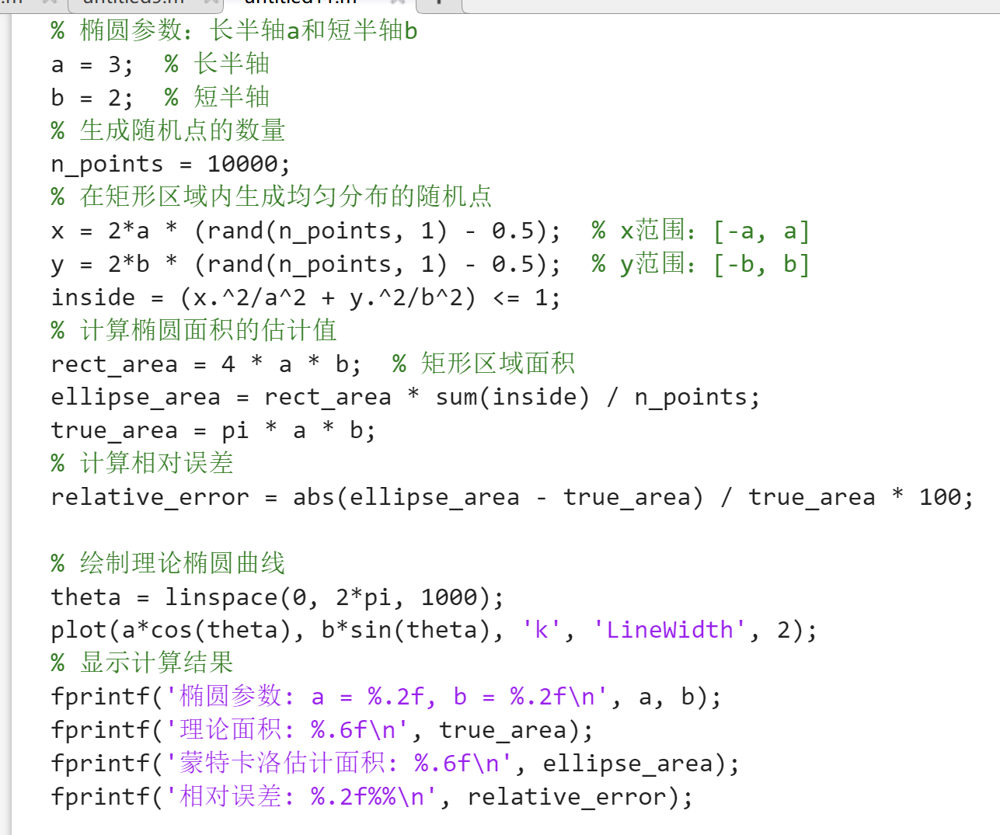 % 椭圆参数：长半轴a和短半轴b
a = 3;  % 长半轴
b = 2;  % 短半轴
% 生成随机点的数量
n_points = 10000;
% 在矩形区域内生成均匀分布的随机点
x = 2*a * (rand(n_points, 1) - 0.5);  % x范围：[-a, a]
y = 2*b * (rand(n_points, 1) - 0.5);  % y范围：[-b, b]
inside = (x.^2/a^2 + y.^2/b^2) <= 1;
% 计算椭圆面积的估计值
rect_area = 4 * a * b;  % 矩形区域面积
ellipse_area = rect_area * sum(inside) / n_points;
true_area = pi * a * b;
% 计算相对误差
relative_error = abs(ellipse_area - true_area) / true_area * 100;

% 绘制理论椭圆曲线
theta = linspace(0, 2*pi, 1000);
plot(a*cos(theta), b*sin(theta), 'k', 'LineWidth', 2);
% 显示计算结果
fprintf('椭圆参数: a = %.2f, b = %.2f\n', a, b);
fprintf('理论面积: %.6f\n', true_area);
fprintf('蒙特卡洛估计面积: %.6f\n', ellipse_area);
fprintf('相对误差: %.2f%%\n', relative_error);